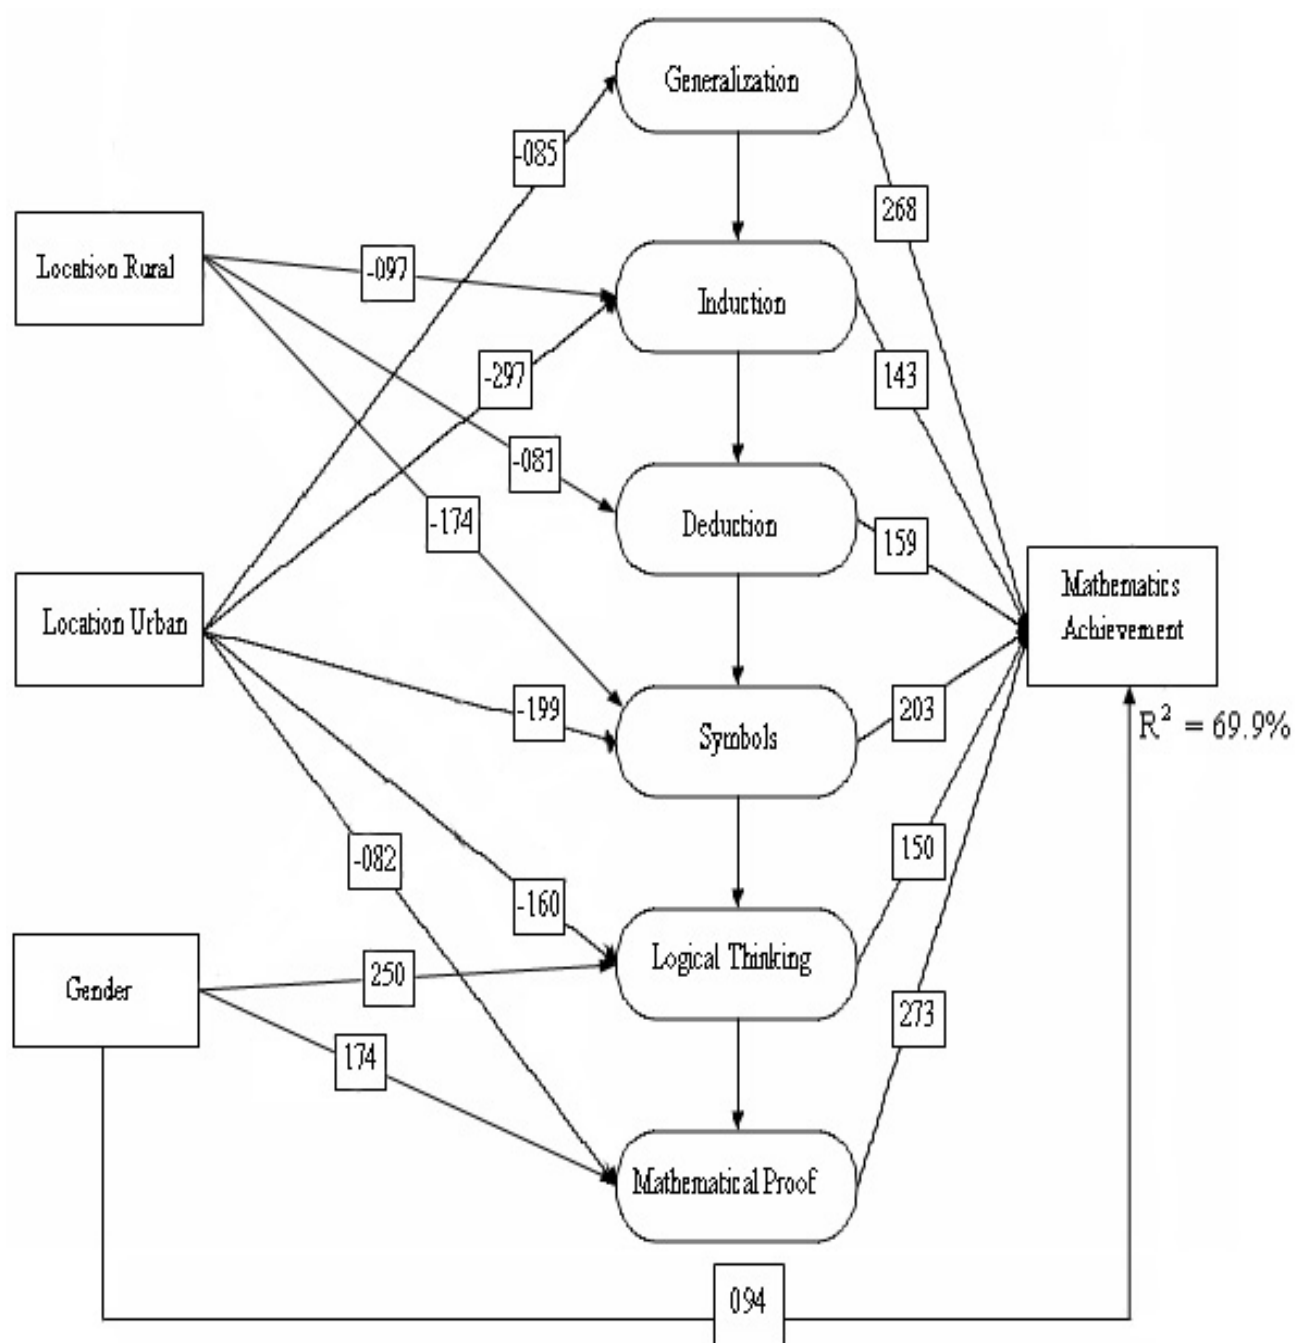 Generalization
-085
268
Location Rural
-097
Induction
-297
143
-081
-174
Deduction
159
Mathematics
Achievement
Location Urban
-199
Symbols
203
R² = 69.9%
-082
-160
150
Logical Thinking
250
Gender
273
174
Mathematical Proof
094